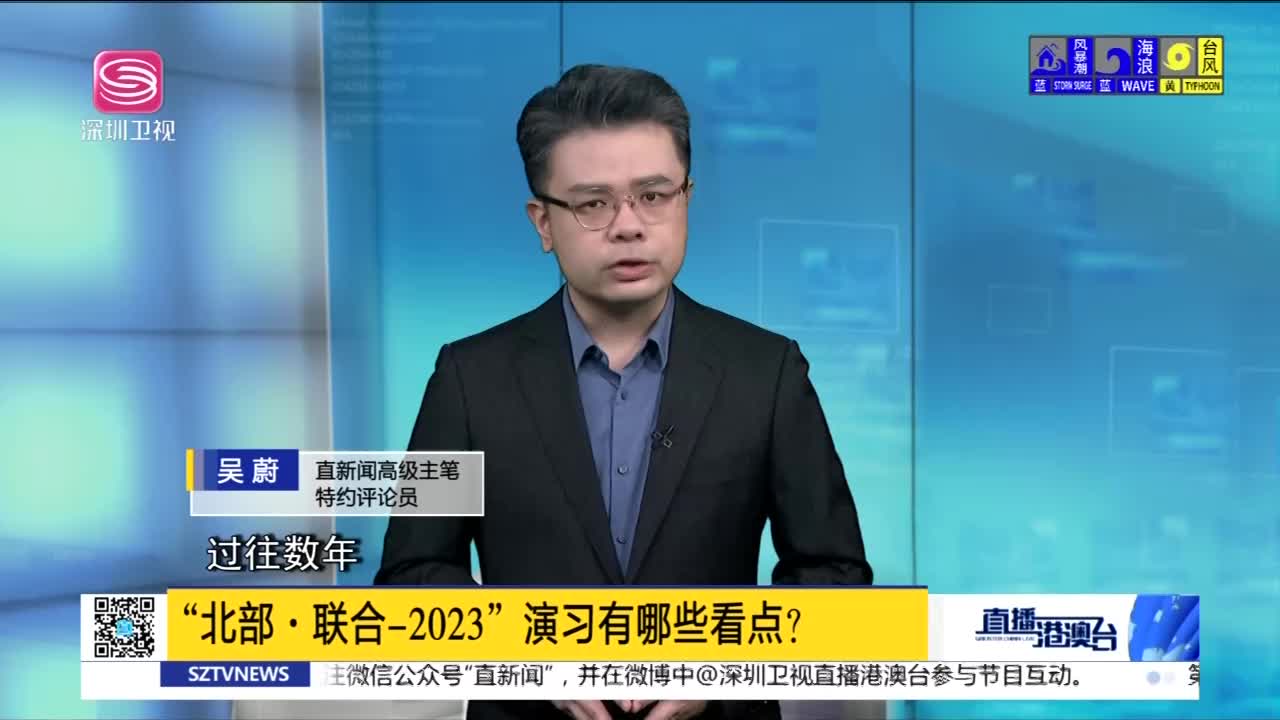 深圳卫视
风暴潮
海浪
台风
蓝 STORM SURGE
蓝 WAVE
黄 TYPHOON
吴蔚
直新闻高级主笔
特约评论员
过往数年
“北部·联合-2023”演习有哪些看点?
直播港澳台
SZTVNEWS
注微信公众号“直新闻”，并在微博中@深圳卫视直播港澳台参与节目互动。